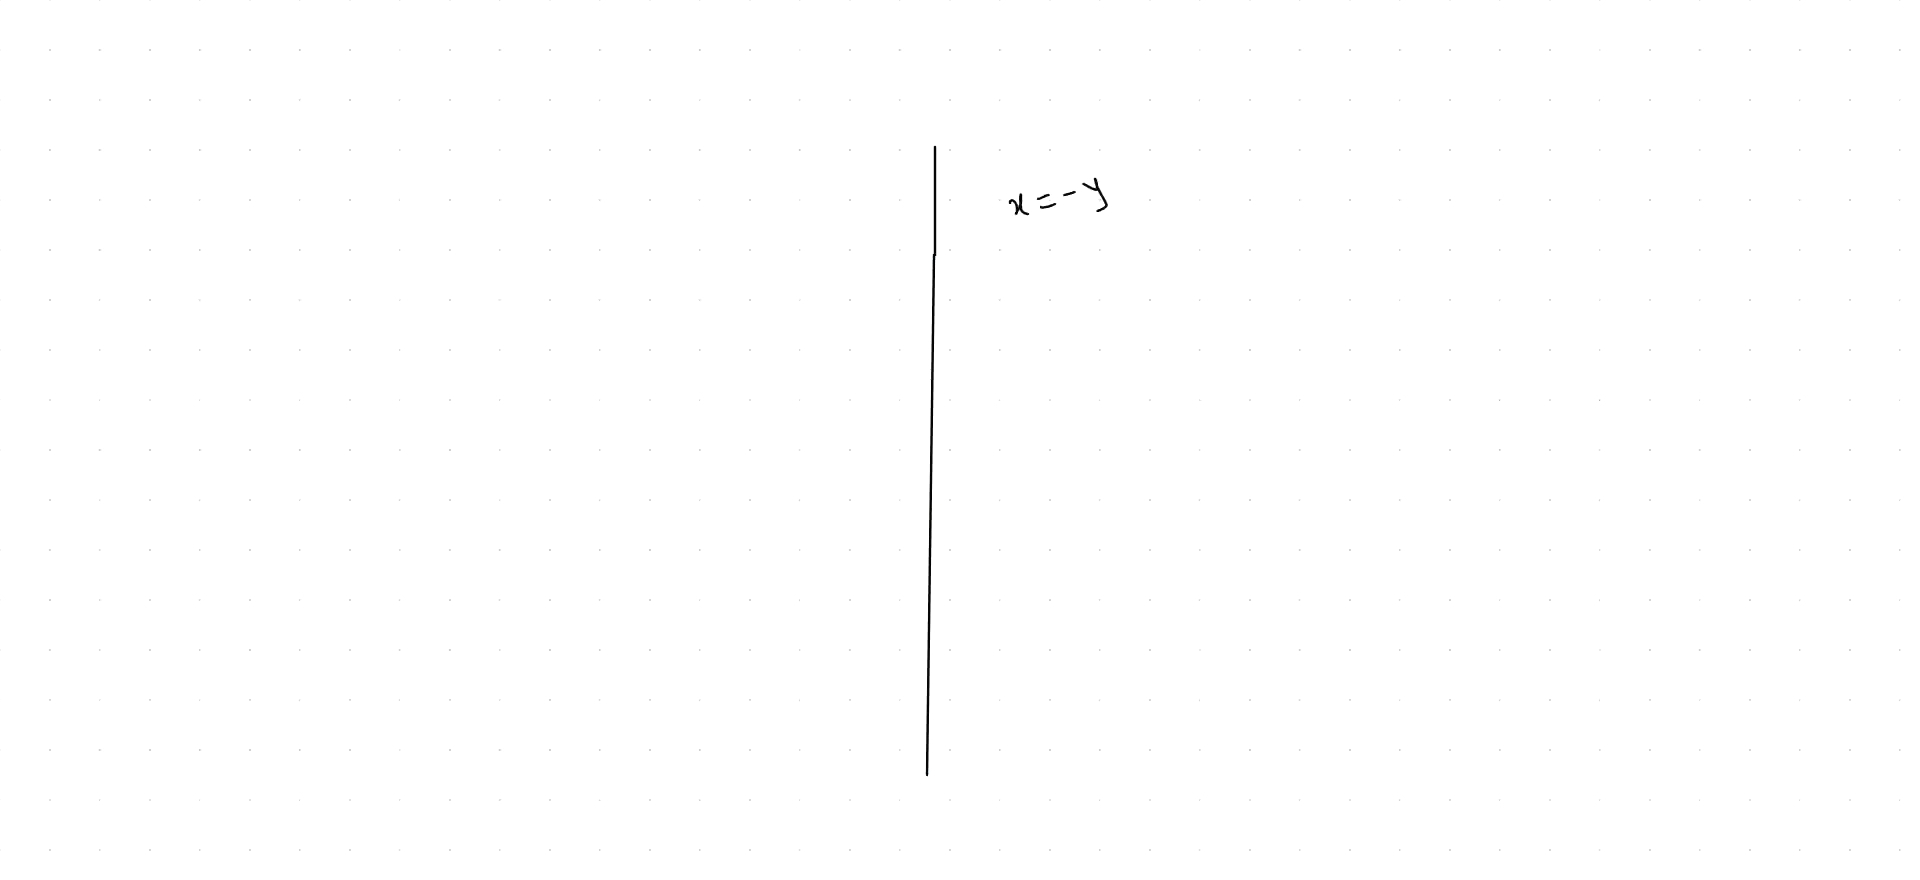 x = - y